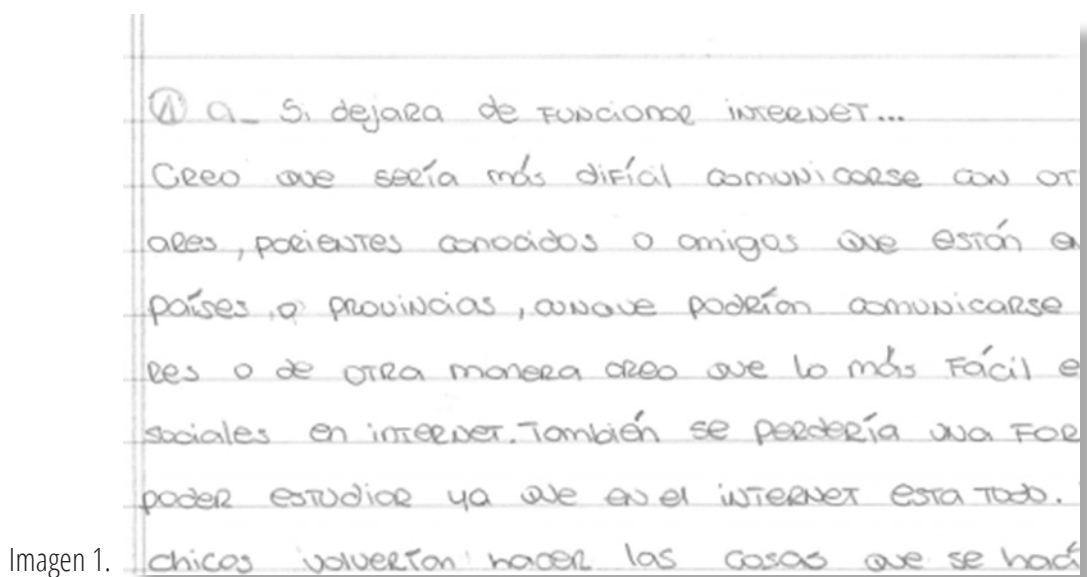 ① a_ Si dejara de funcionar internet...
Creo que sería más difícil comunicarse con ot
ares, parientes conocidos o amigos que están e
países, o provincias, aunque podrían comunicarse
res o de otra manera creo que lo más fácil e
sociales en internet. También se perdería una for
poder estudiar ya que en el internet esta todo.
Imagen 1. chicos volverían hacer las cosas que se hací